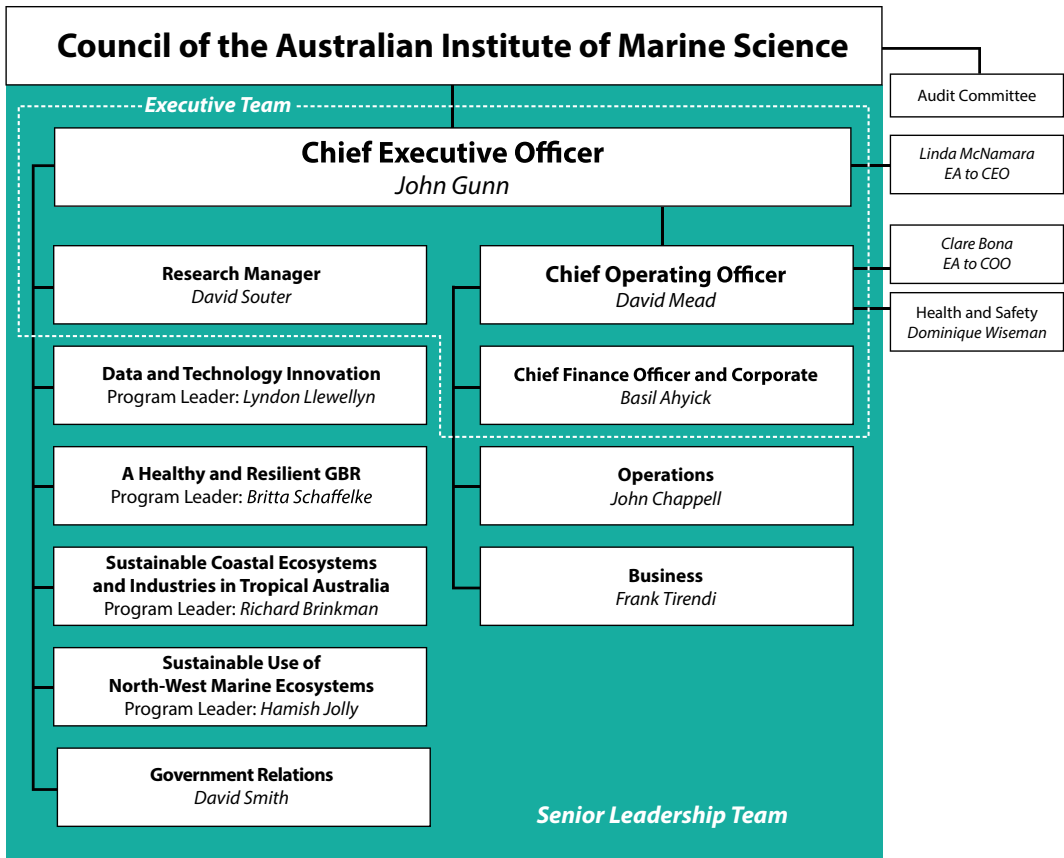 Council of the Australian Institute of Marine Science
Audit Committee
Executive Team
Chief Executive Officer
John Gunn
Linda McNamara
EA to CEO
Research Manager
David Souter
Chief Operating Officer
David Mead
Clare Bona
EA to COO
Health and Safety
Dominique Wiseman
Data and Technology Innovation
Program Leader: Lyndon Llewellyn
Chief Finance Officer and Corporate
Basil Ahyick
A Healthy and Resilient GBR
Program Leader: Britta Schaffelke
Operations
John Chappell
Sustainable Coastal Ecosystems
and Industries in Tropical Australia
Program Leader: Richard Brinkman
Business
Frank Tirendi
Sustainable Use of
North-West Marine Ecosystems
Program Leader: Hamish Jolly
Government Relations
David Smith
Senior Leadership Team